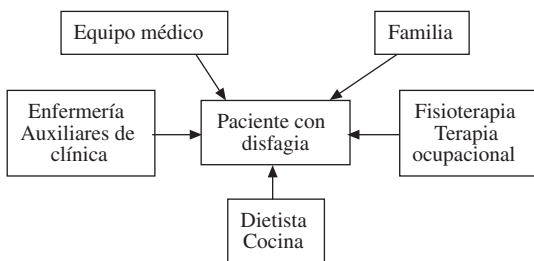 Equipo médico
Familia
Enfermería
Auxiliares de
clínica
Paciente con
disfagia
Fisioterapia
Terapia
ocupacional
Dietista
Cocina